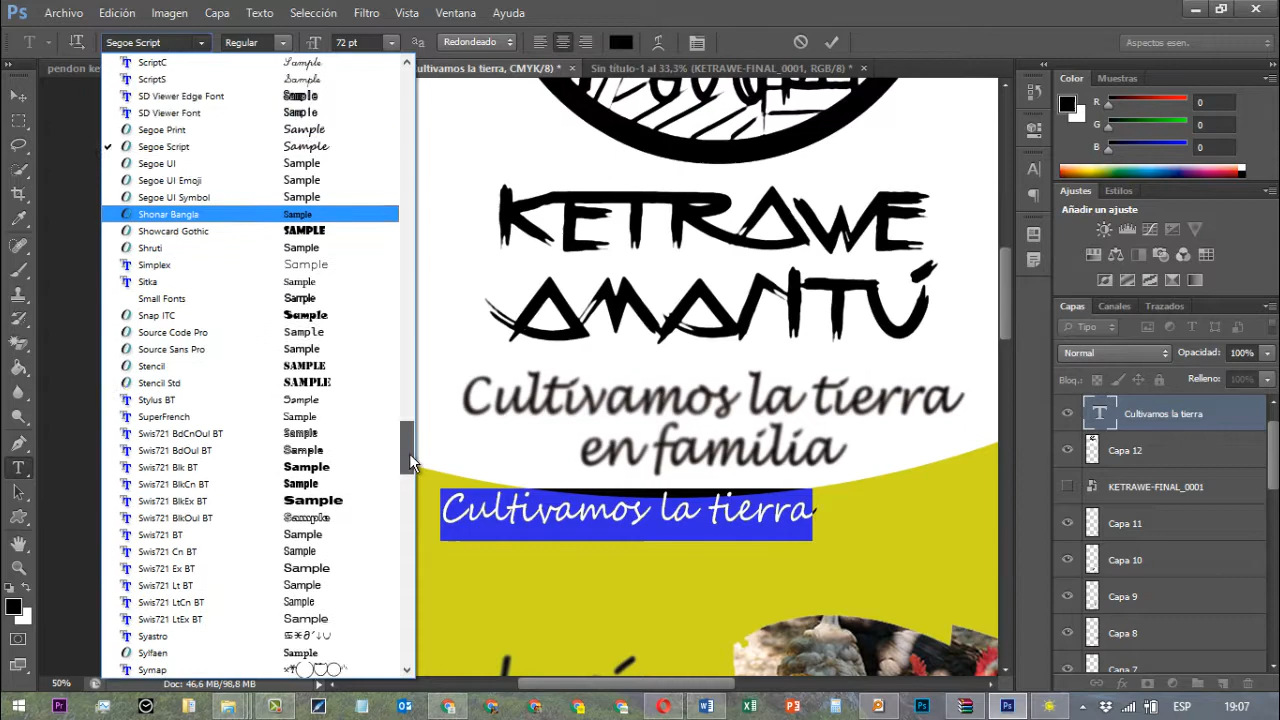 Ps Archivo Edición Imagen Capa Texto Selección Filtro Vista Ventana Ayuda
Segoe Script Regular 72 pt aa Redondeado Aspectos esen.
pendon ke ultivamos la tierra, CMYK/8) * × Sin título-1 al 33,3% (KETRAWE-FINAL_0001, RGB/8) * ×
ScriptC Sample
ScriptS Sample
SD Viewer Edge Font Sample
SD Viewer Font Sample
Segoe Print Sample
Segoe Script Sample
Segoe UI Sample
Segoe UI Emoji Sample
Segoe UI Symbol Sample
Shonar Bangla Sample
Showcard Gothic SAMPLE
Shruti Sample
Simplex Sample
Sitka Sample
Small Fonts Sample
Snap ITC Sample
Source Code Pro Sample
Source Sans Pro Sample
Stencil SAMPLE
Stencil Std SAMPLE
Stylus BT Sample
SuperFrench Sample
Swis721 BdCnOul BT Sample
Swis721 BdOul BT Sample
Swis721 Blk BT Sample
Swis721 BlkCn BT Sample
Swis721 BlkEx BT Sample
Swis721 BlkOul BT Sample
Swis721 BT Sample
Swis721 Cn BT Sample
Swis721 Ex BT Sample
Swis721 Lt BT Sample
Swis721 LtCn BT Sample
Swis721 LtEx BT Sample
Syastro
Sylfaen Sample
Symap
KETRAWE
AMANTÚ
Cultivamos la tierra
en familia
Cultivamos la tierra
Color Muestras
R 0
G 0
B 0
Ajustes Estilos
Añadir un ajuste
Capas Canales Trazados
Tipo
Normal Opacidad: 100%
Bloq.: Relleno: 100%
Cultivamos la tierra
Capa 12
KETRAWE-FINAL_0001
Capa 11
Capa 10
Capa 9
Capa 8
Capa 7
50% Doc: 46,6 MB/98,8 MB
ESP 19:07